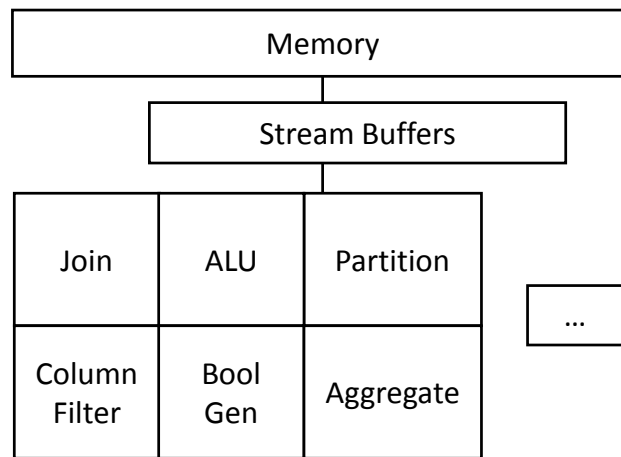 Memory
Stream Buffers
Join
ALU
Partition
...
Column
Filter
Bool
Gen
Aggregate